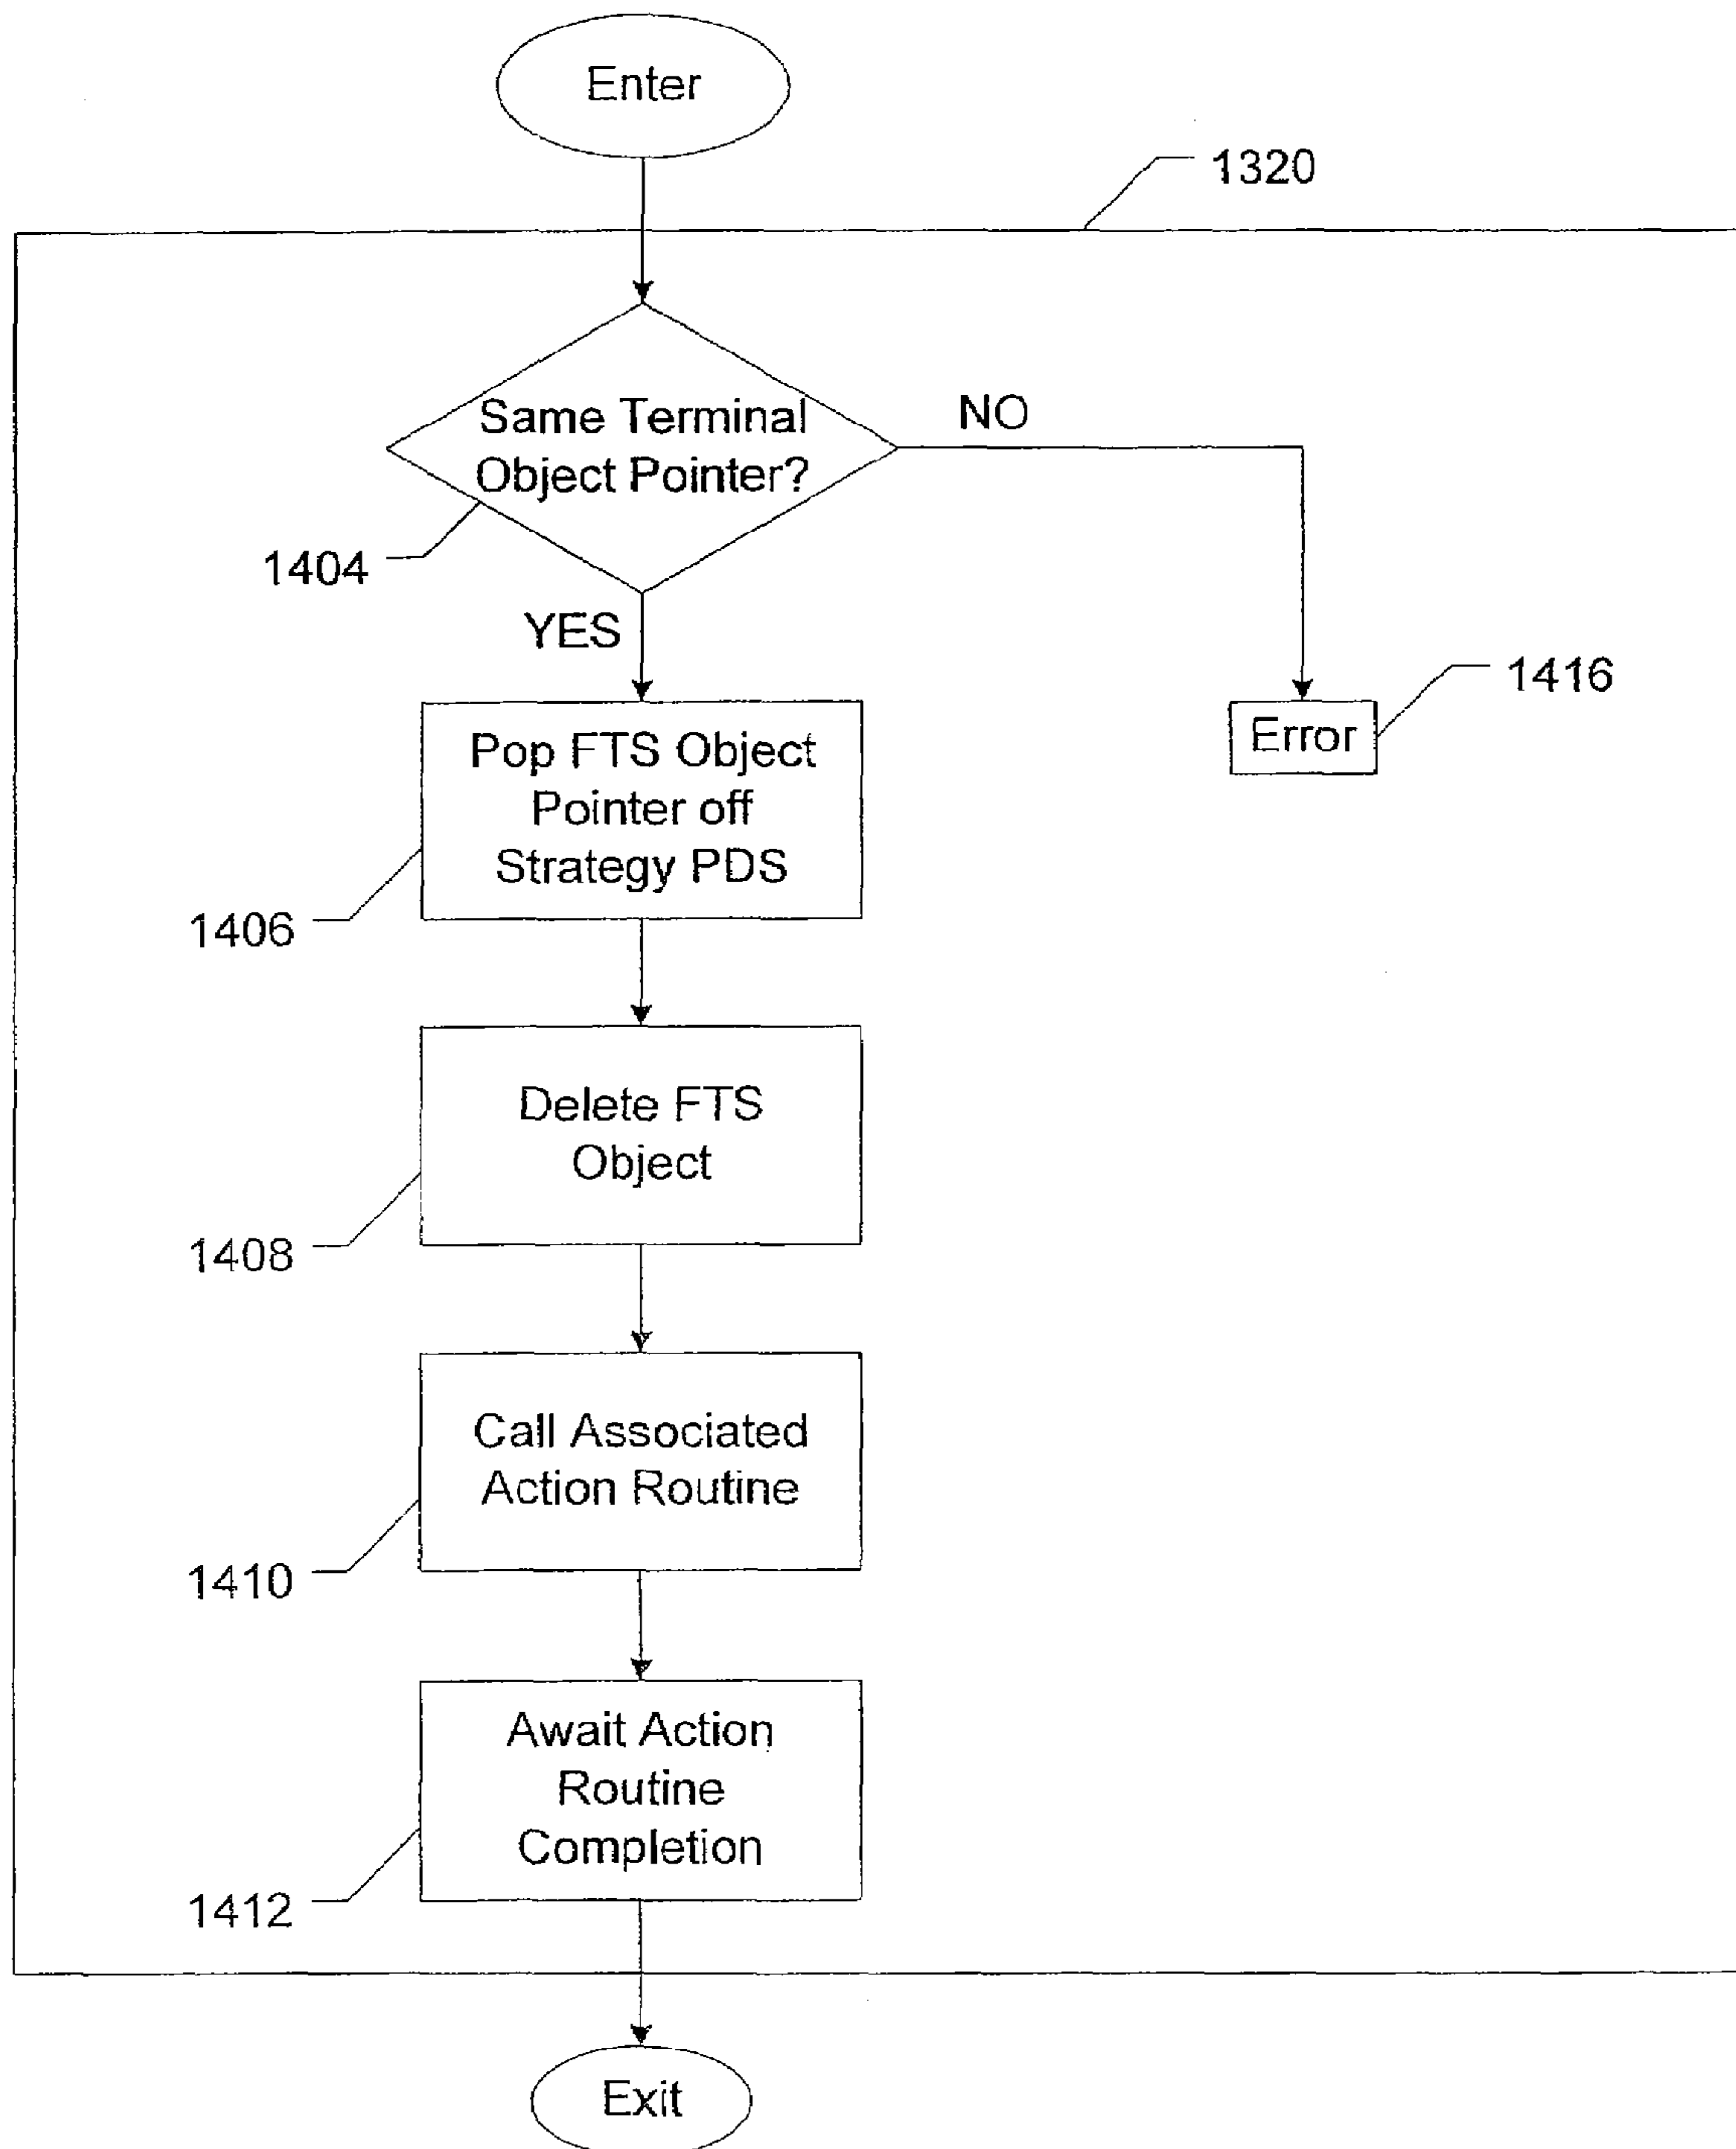 Enter
1320
Same Terminal
Object Pointer?
NO
1404
YES
1416
Error
Pop FTS Object
Pointer off
Strategy PDS
1406
Delete FTS
Object
1408
Call Associated
Action Routine
1410
Await Action
Routine
Completion
1412
Exit